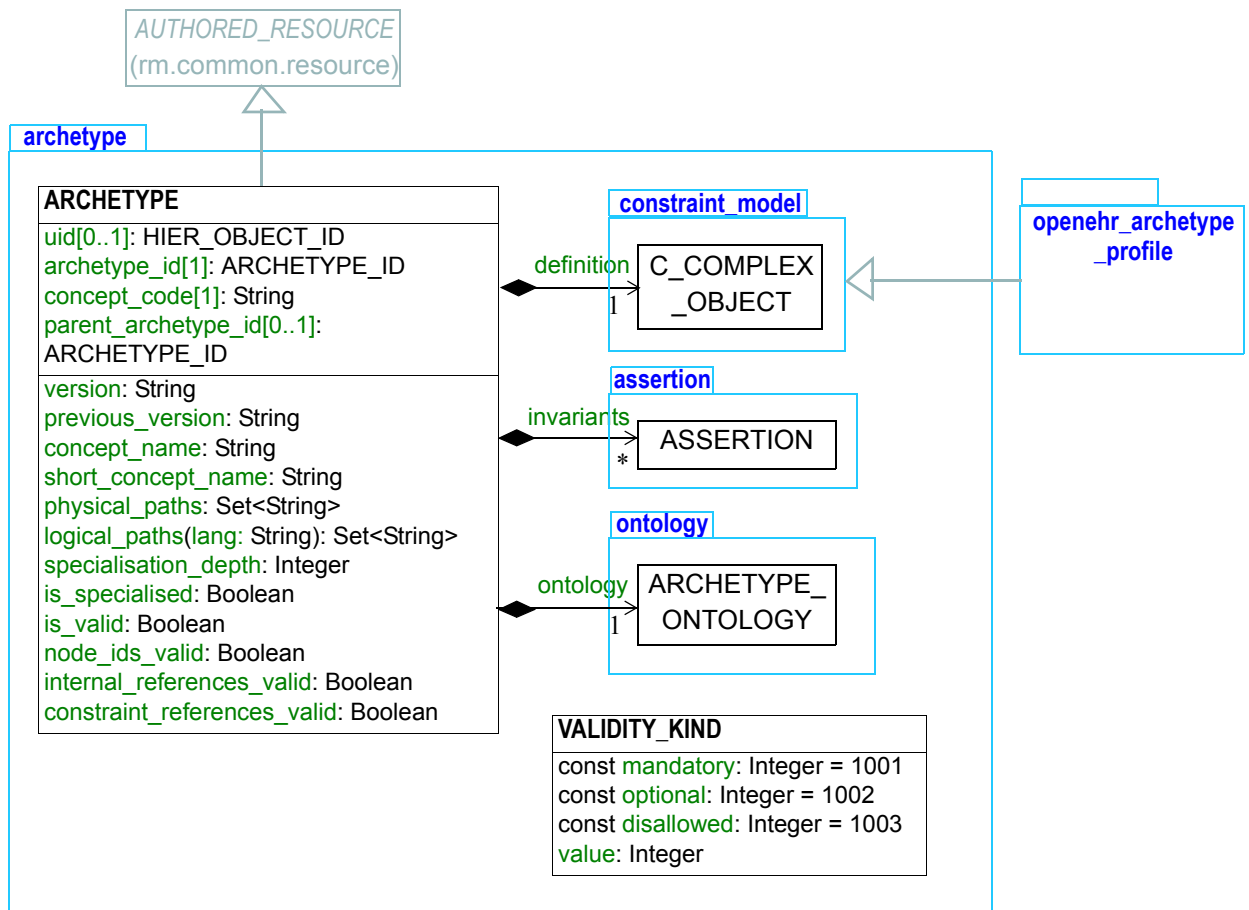 AUTHORED_RESOURCE
(rm.common.resource)
archetype
ARCHETYPE
uid[0..1]: HIER_OBJECT_ID
archetype_id[1]: ARCHETYPE_ID
concept_code[1]: String
parent_archetype_id[0..1]:
ARCHETYPE_ID
version: String
previous_version: String
concept_name: String
short_concept_name: String
physical_paths: Set<String>
logical_paths(lang: String): Set<String>
specialisation_depth: Integer
is_specialised: Boolean
is_valid: Boolean
node_ids_valid: Boolean
internal_references_valid: Boolean
constraint_references_valid: Boolean
constraint_model
definition
1
C_COMPLEX
_OBJECT
openehr_archetype
_profile
assertion
invariants
*
ASSERTION
ontology
ontology
1
ARCHETYPE_
ONTOLOGY
VALIDITY_KIND
const mandatory: Integer = 1001
const optional: Integer = 1002
const disallowed: Integer = 1003
value: Integer